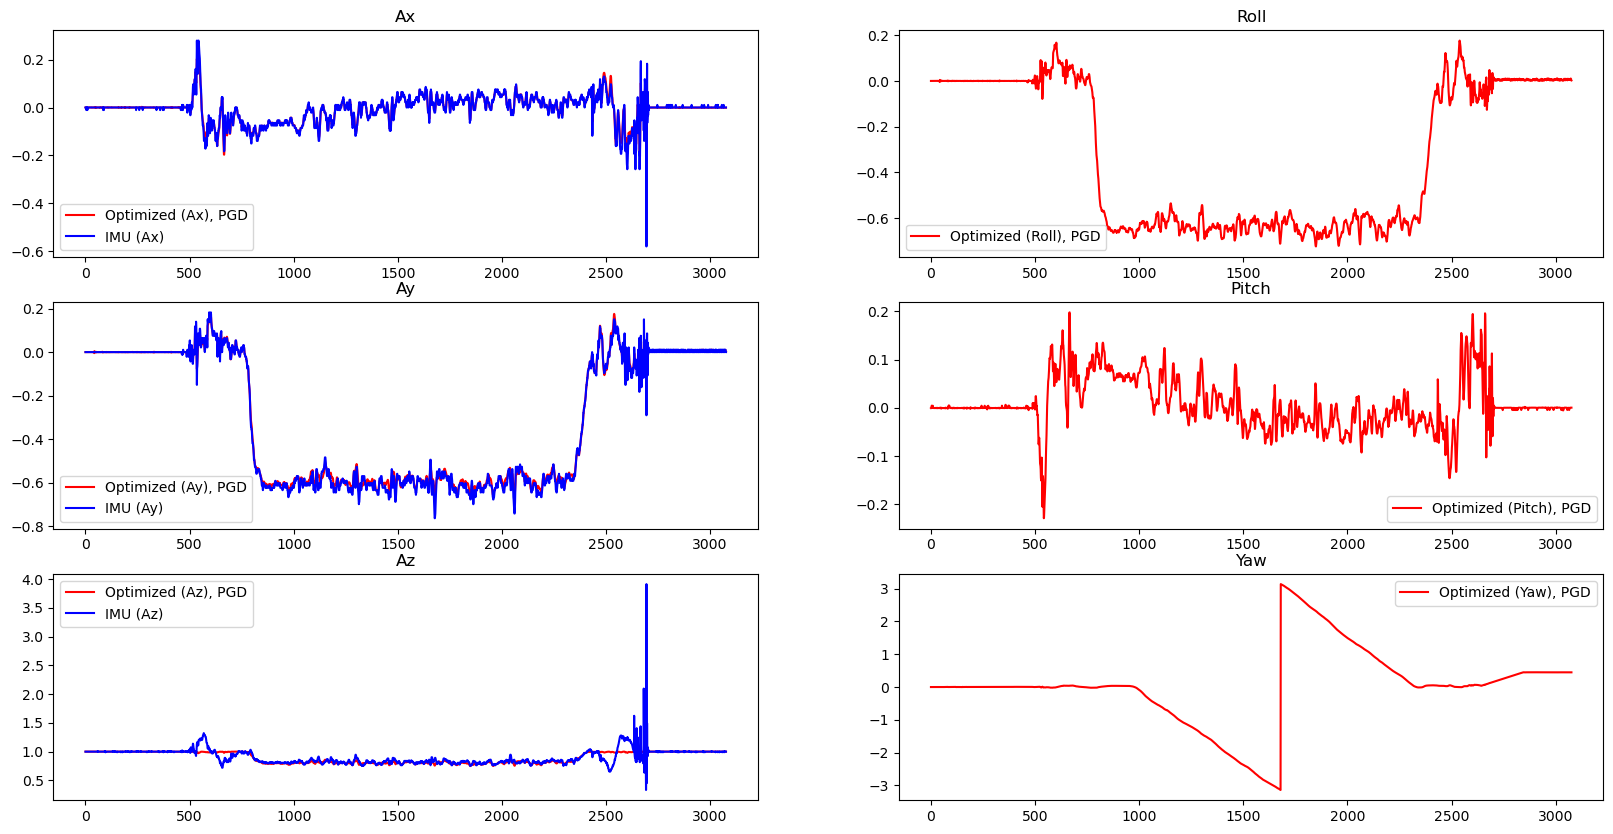 Ax
0.2
0.0
−0.2
−0.4
−0.6
Optimized (Ax), PGD
IMU (Ax)
0 500 1000 1500 2000 2500 3000
Roll
0.2
0.0
−0.2
−0.4
−0.6
Optimized (Roll), PGD
0 500 1000 1500 2000 2500 3000
Ay
0.2
0.0
−0.2
−0.4
−0.6
−0.8
Optimized (Ay), PGD
IMU (Ay)
0 500 1000 1500 2000 2500 3000
Pitch
0.2
0.1
0.0
−0.1
−0.2
Optimized (Pitch), PGD
0 500 1000 1500 2000 2500 3000
Az
4.0
3.5
3.0
2.5
2.0
1.5
1.0
0.5
Optimized (Az), PGD
IMU (Az)
0 500 1000 1500 2000 2500 3000
Yaw
3
2
1
0
−1
−2
−3
Optimized (Yaw), PGD
0 500 1000 1500 2000 2500 3000